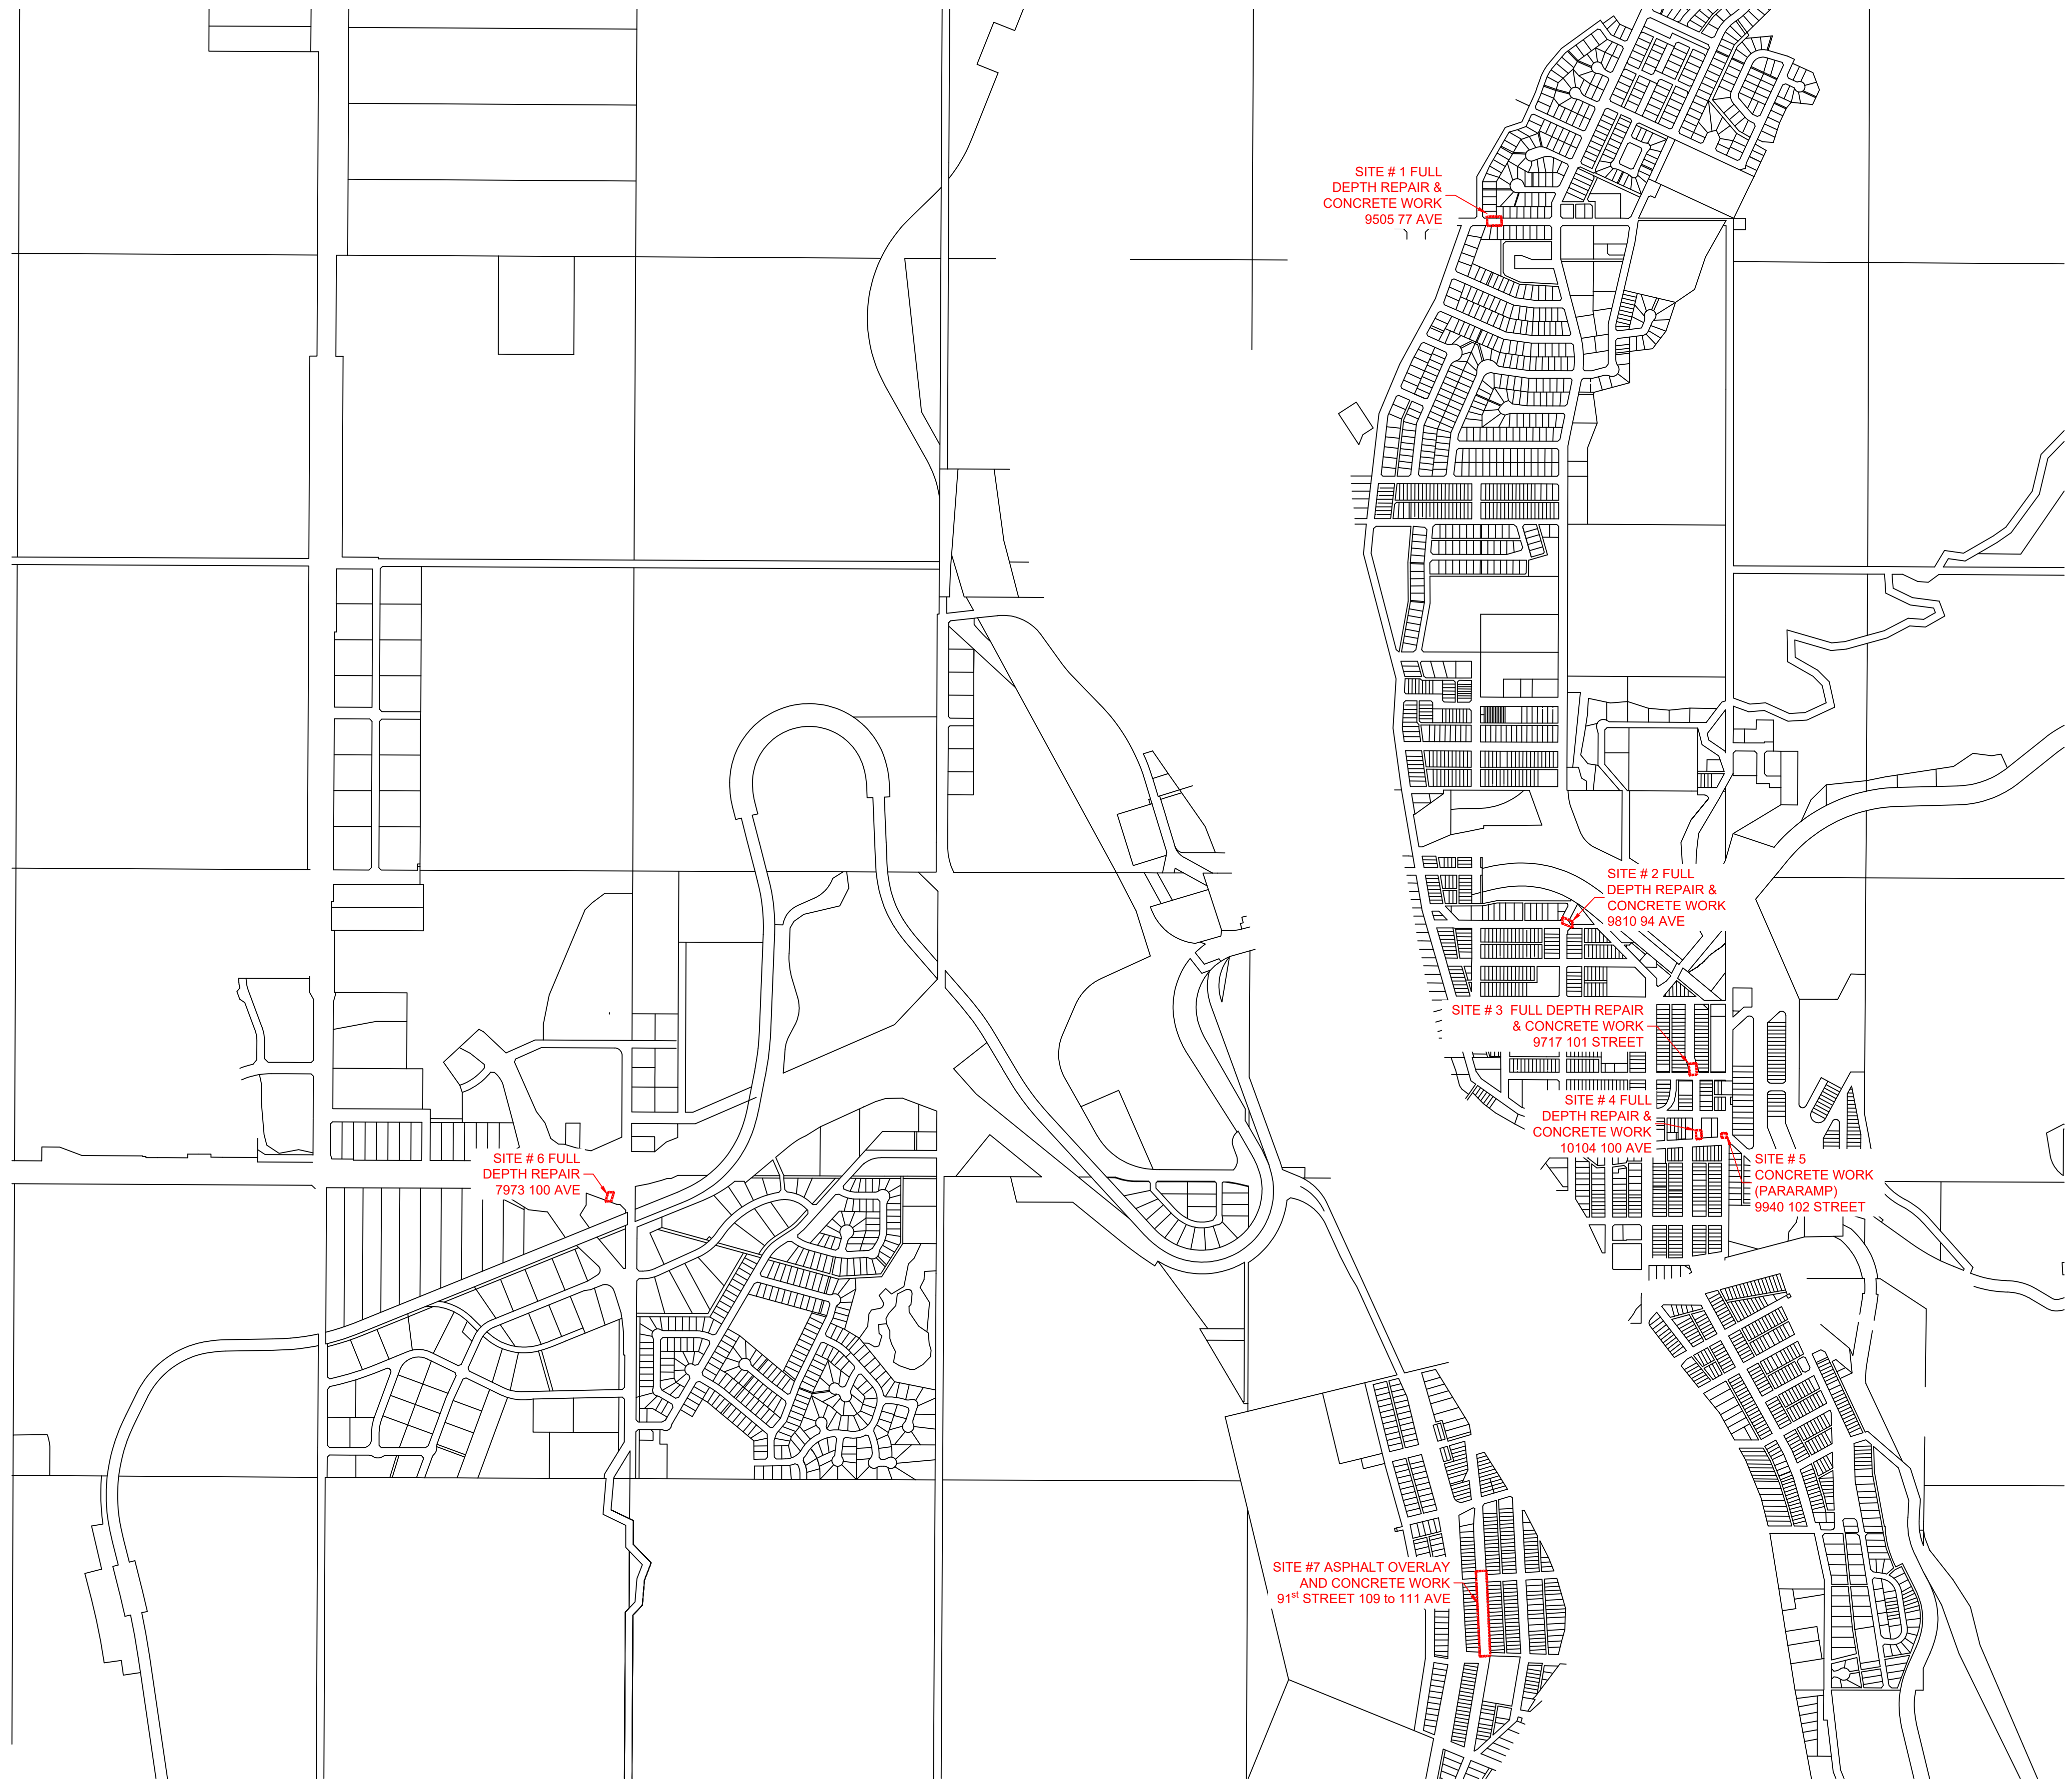 SITE # 1 FULL
DEPTH REPAIR &
CONCRETE WORK
9505 77 AVE
SITE # 2 FULL
DEPTH REPAIR &
CONCRETE WORK
9810 94 AVE
SITE # 3  FULL DEPTH REPAIR
& CONCRETE WORK
9717 101 STREET
SITE # 4 FULL
DEPTH REPAIR &
CONCRETE WORK
10104 100 AVE
SITE # 5
CONCRETE WORK
(PARARAMP)
9940 102 STREET
SITE # 6 FULL
DEPTH REPAIR
7973 100 AVE
SITE #7 ASPHALT OVERLAY
AND CONCRETE WORK
91st STREET 109 to 111 AVE